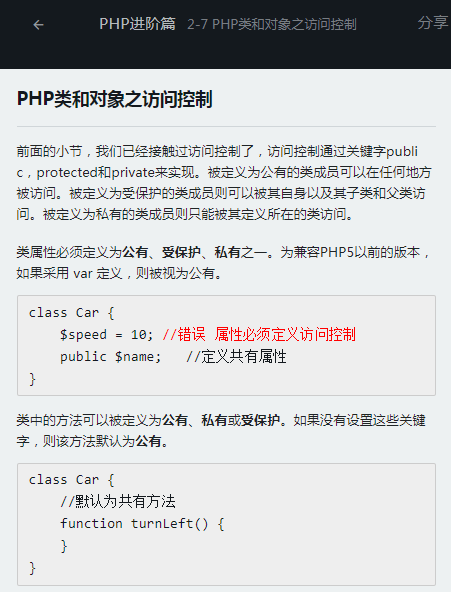 ← PHP进阶篇 2-7 PHP类和对象之访问控制 分享
PHP类和对象之访问控制
前面的小节，我们已经接触过访问控制了，访问控制通过关键字publi
c，protected和private来实现。被定义为公有的类成员可以在任何地方
被访问。被定义为受保护的类成员则可以被其自身以及其子类和父类访
问。被定义为私有的类成员则只能被其定义所在的类访问。
类属性必须定义为公有、受保护、私有之一。为兼容PHP5以前的版本，
如果采用 var 定义，则被视为公有。
class Car {
    $speed = 10; //错误 属性必须定义访问控制
    public $name;   //定义共有属性
}
类中的方法可以被定义为公有、私有或受保护。如果没有设置这些关键
字，则该方法默认为公有。
class Car {
    //默认为共有方法
    function turnLeft() {
    }
}